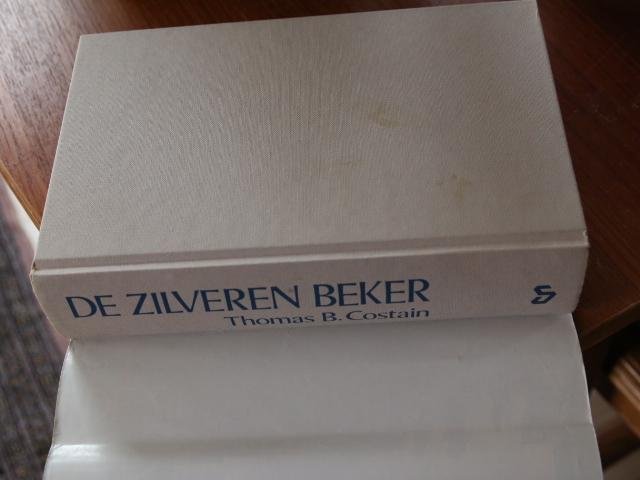 DE ZILVEREN BEKER
Thomas B. Costain